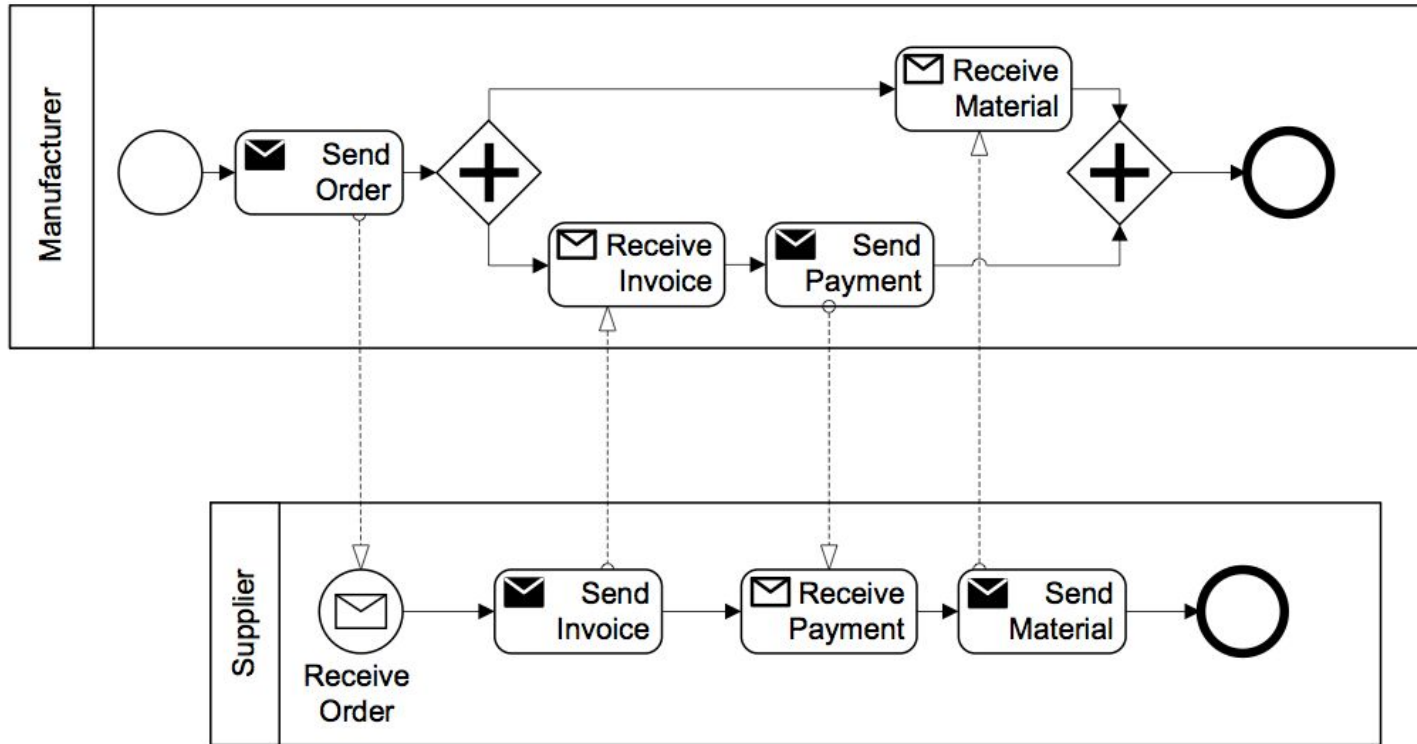 Manufacturer
Send
Order
Receive
Invoice
Send
Payment
Receive
Material
Supplier
Receive
Order
Send
Invoice
Receive
Payment
Send
Material